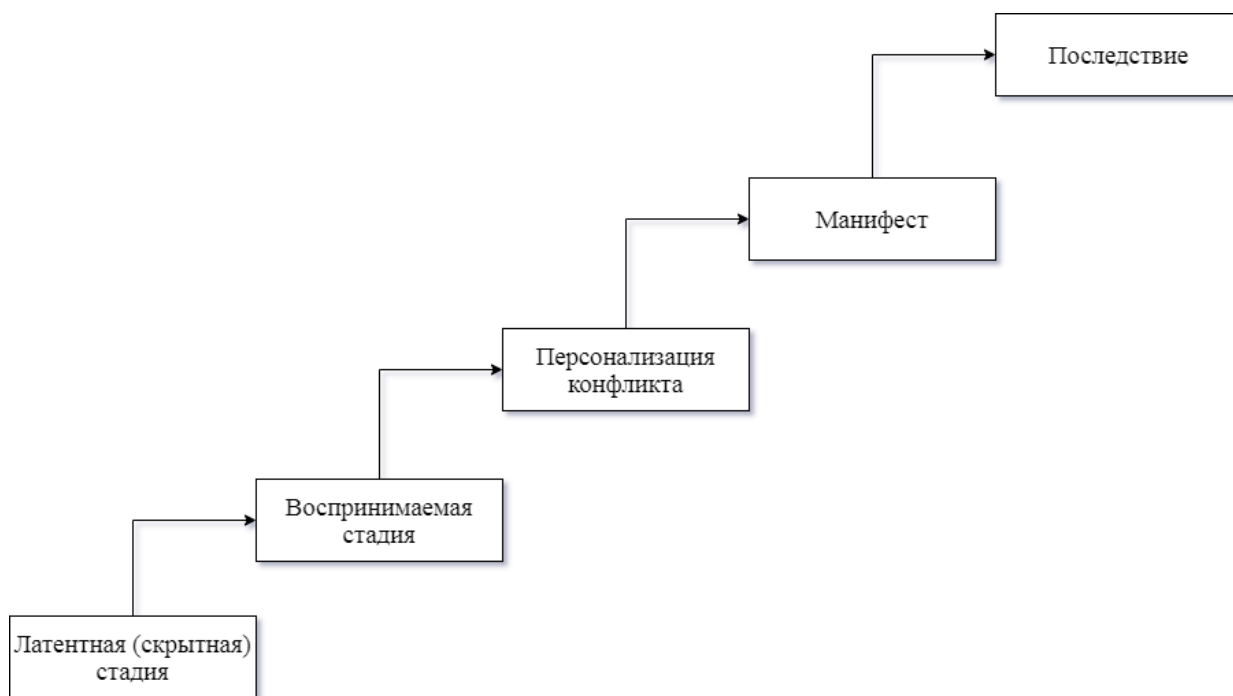 Последствие
Манифест
Персонализация
конфликта
Воспринимаемая
стадия
Латентная (скрытная)
стадия